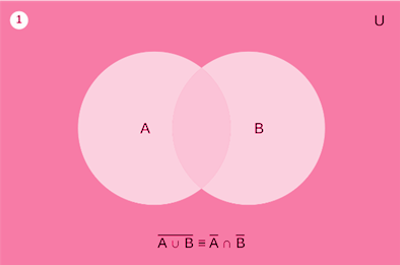 1
U
A
B
A̅ ̅∪̅ ̅B̅ ≡ A̅ ∩ B̅